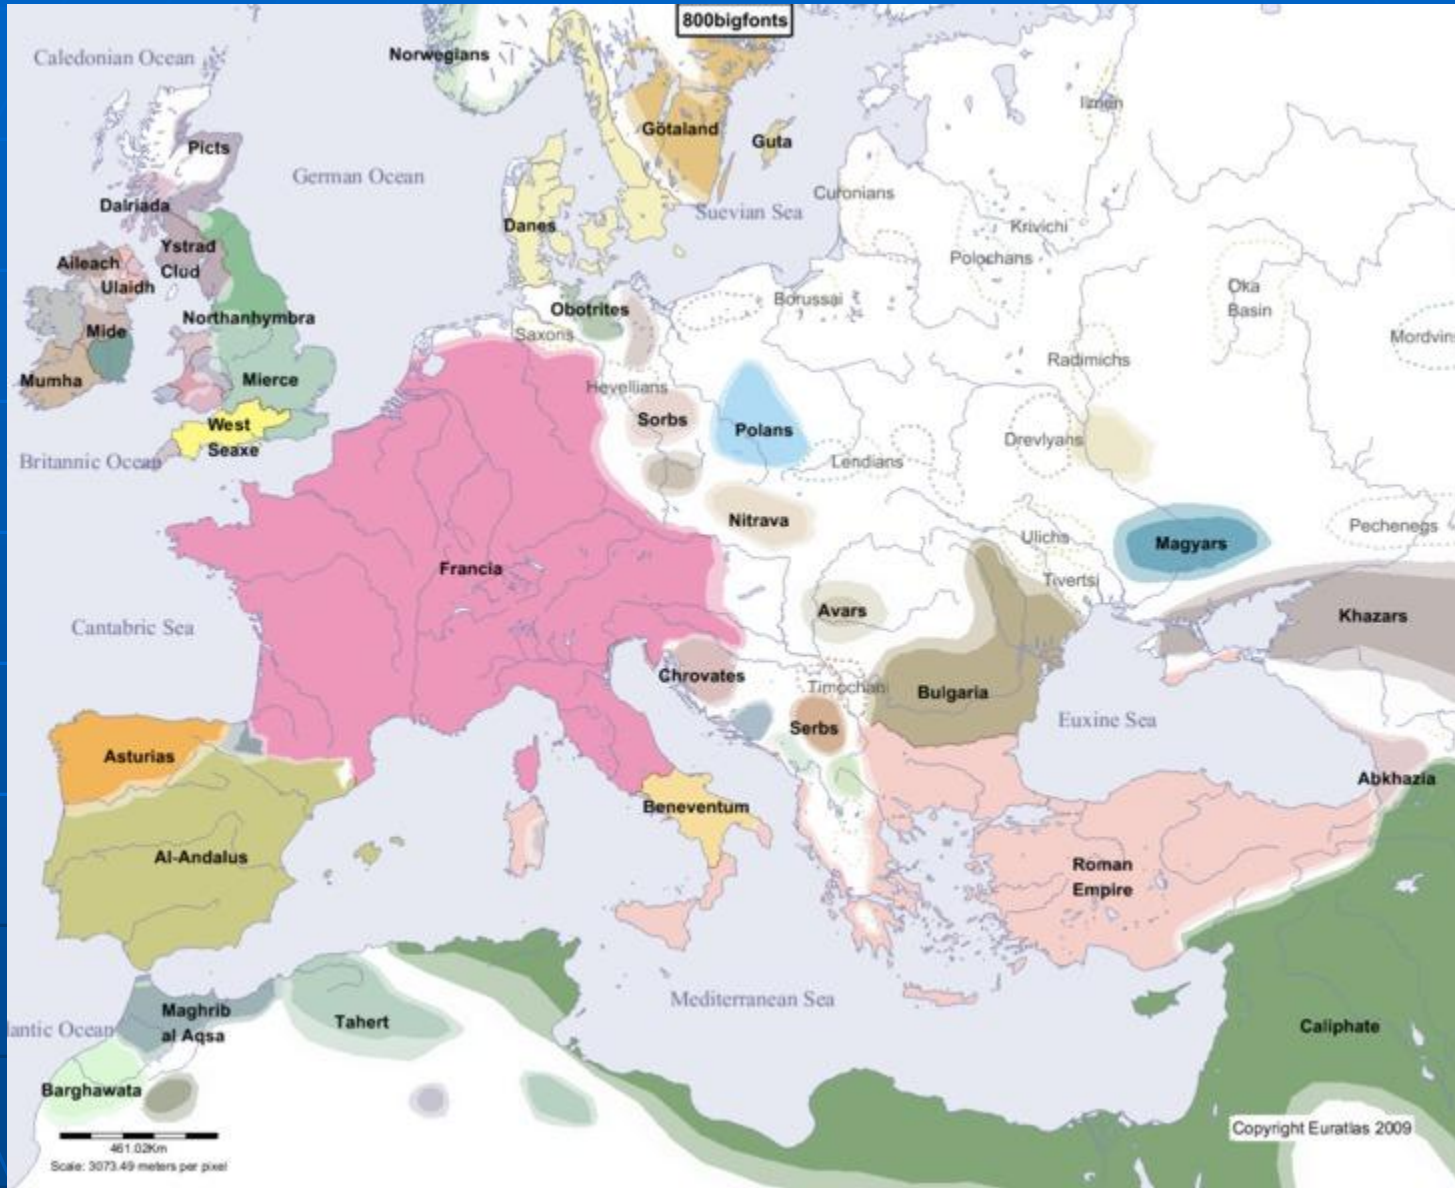 800bigfonts
Caledonian Ocean
Norwegians
Ilmen
Götaland
Guta
Picts
German Ocean
Curonians
Dalriada
Suevian Sea
Danes
Krivichi
Ystrad
Clud
Polochans
Aileach
Ulaidh
Oka
Basin
Obotrites
Borussai
Northanhymbra
Mide
Saxons
Mordvins
Radimichs
Mumha
Mierce
Hevellians
Sorbs
Polans
West
Seaxe
Drevlyans
Britannic Ocean
Lendians
Nitrava
Pechenegs
Ulichs
Magyars
Francia
Tivertsi
Avars
Khazars
Cantabric Sea
Chrovates
Timochani
Bulgaria
Serbs
Euxine Sea
Asturias
Abkhazia
Beneventum
Al-Andalus
Roman
Empire
Mediterranean Sea
Maghrib
al Aqsa
Tahert
lantic Ocean
Caliphate
Barghawata
461.02Km
Scale: 3073.49 meters per pixel
Copyright Euratlas 2009